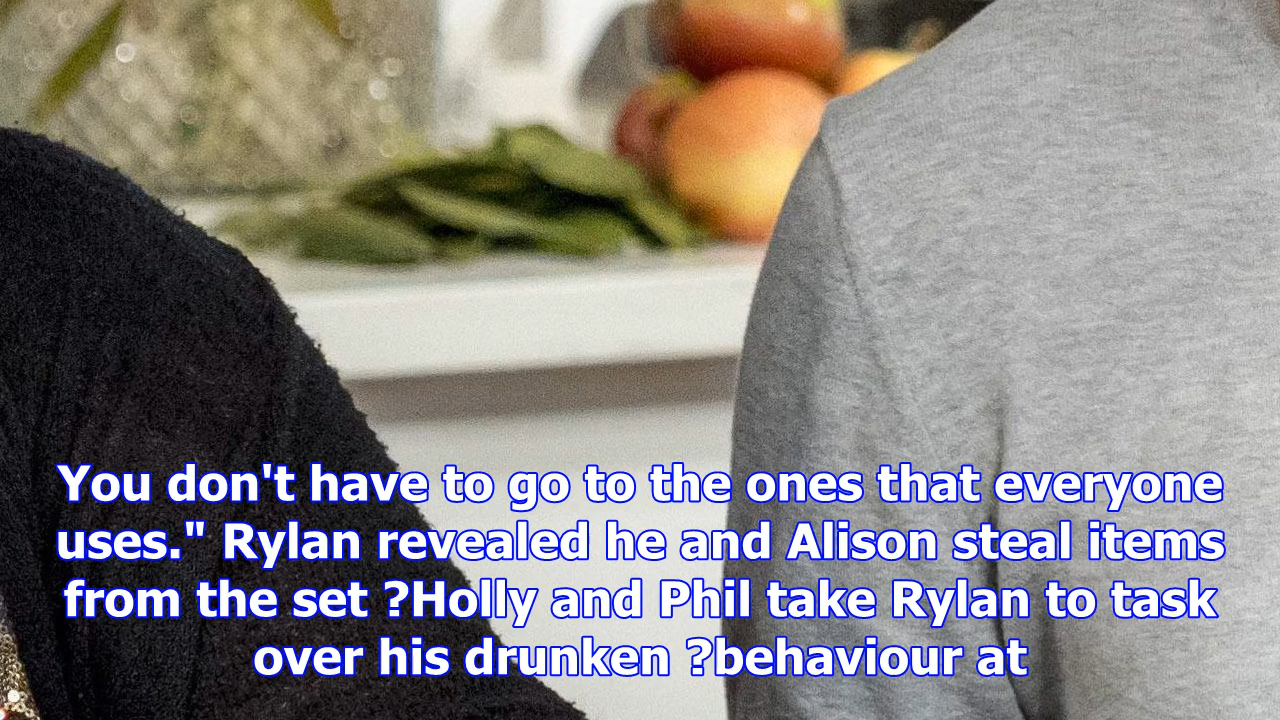 You don't have to go to the ones that everyone
uses." Rylan revealed he and Alison steal items
from the set ?Holly and Phil take Rylan to task
over his drunken ?behaviour at